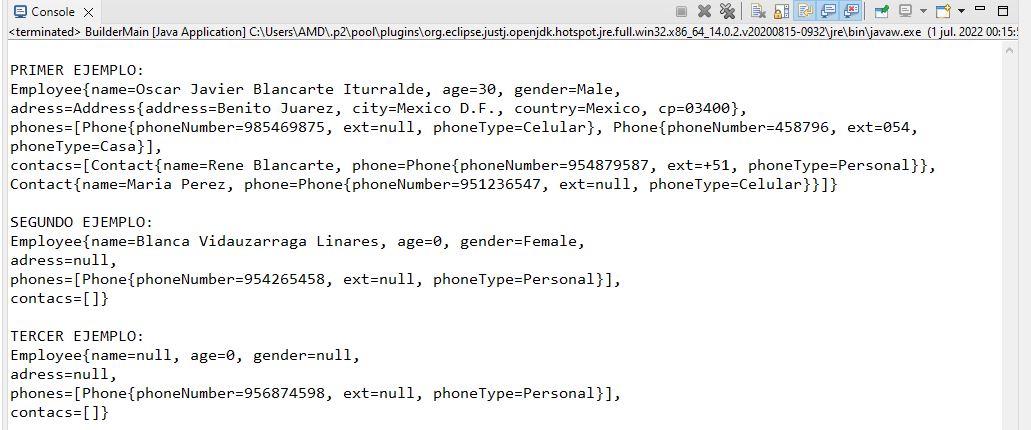 Console
<terminated> BuilderMain [Java Application] C:\Users\AMD\.p2\pool\plugins\org.eclipse.justj.openjdk.hotspot.jre.full.win32.x86_64_14.0.2.v20200815-0932\jre\bin\javaw.exe (1 jul. 2022 00:15:
PRIMER EJEMPLO:
Employee{name=Oscar Javier Blancarte Iturralde, age=30, gender=Male,
adress=Address{address=Benito Juarez, city=Mexico D.F., country=Mexico, cp=03400},
phones=[Phone{phoneNumber=985469875, ext=null, phoneType=Celular}, Phone{phoneNumber=458796, ext=054,
phoneType=Casa}],
contacs=[Contact{name=Rene Blancarte, phone=Phone{phoneNumber=954879587, ext=+51, phoneType=Personal}},
Contact{name=Maria Perez, phone=Phone{phoneNumber=951236547, ext=null, phoneType=Celular}}]}
SEGUNDO EJEMPLO:
Employee{name=Blanca Vidauzarraga Linares, age=0, gender=Female,
adress=null,
phones=[Phone{phoneNumber=954265458, ext=null, phoneType=Personal}],
contacs=[]}
TERCER EJEMPLO:
Employee{name=null, age=0, gender=null,
adress=null,
phones=[Phone{phoneNumber=956874598, ext=null, phoneType=Personal}],
contacs=[]}